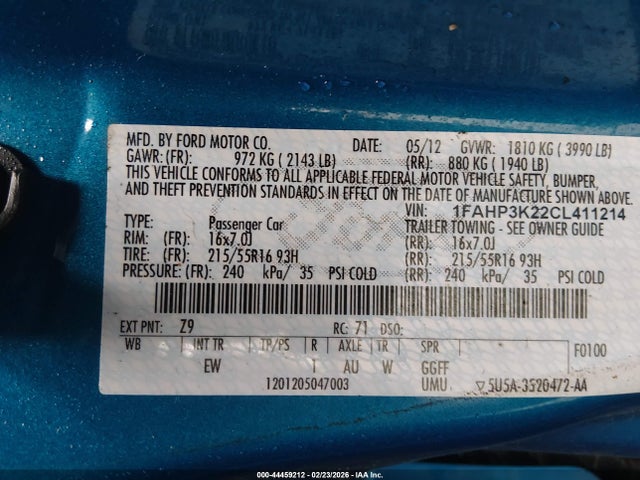 MFD. BY FORD MOTOR CO. DATE: 05/12 GVWR: 1810 KG ( 3990 LB)
GAWR: (FR): 972 KG ( 2143 LB) (RR): 880 KG ( 1940 LB)
THIS VEHICLE CONFORMS TO ALL APPLICABLE FEDERAL MOTOR VEHICLE SAFETY, BUMPER,
AND THEFT PREVENTION STANDARDS IN EFFECT ON THE DATE OF MANUFACTURE SHOWN ABOVE.
VIN: 1FAHP3K22CL411214
TYPE: Passenger Car TRAILER TOWING - SEE OWNER GUIDE
RIM: (FR): 16x7.0J (RR): 16x7.0J
TIRE: (FR): 215/55R16 93H (RR): 215/55R16 93H
PRESSURE: (FR): 240 kPa/ 35 PSI COLD (RR): 240 kPa/ 35 PSI COLD
EXT PNT: Z9 RC: 71 DSO:
WB INT TR TP/PS R AXLE TR SPR F0100
EW I AU W GGFF
1201205047003 UMU ▽5U5A-3520472-AA
000-44459212 - 02/23/2026 - IAAI.COM